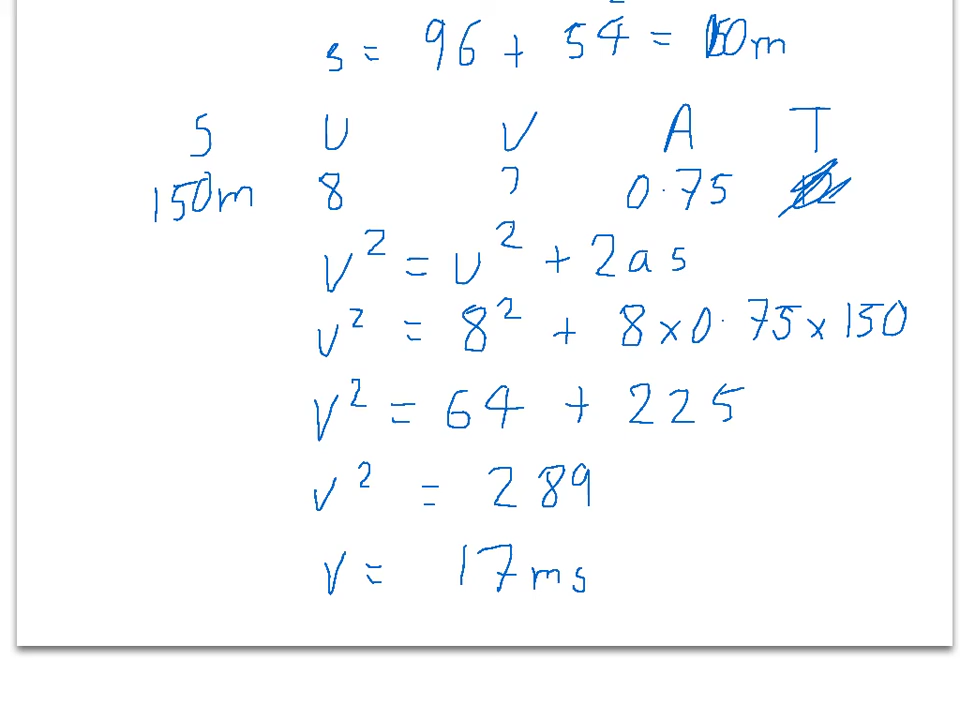 s = 96 + 54 = 150m
S U V A T
150m 8 ? 0.75
v² = u² + 2as
v² = 8² + 8 × 0.75 × 150
v² = 64 + 225
v² = 289
v = 17ms